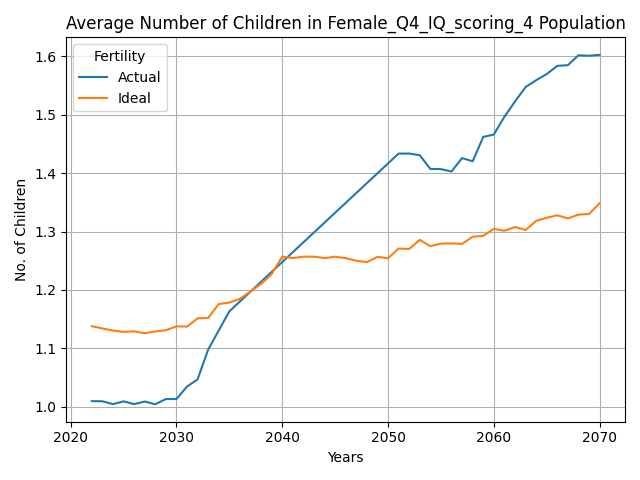 Average Number of Children in Female_Q4_IQ_scoring_4 Population
Fertility
Actual
Ideal
No. of Children
1.6
1.5
1.4
1.3
1.2
1.1
1.0
2020
2030
2040
2050
2060
2070
Years